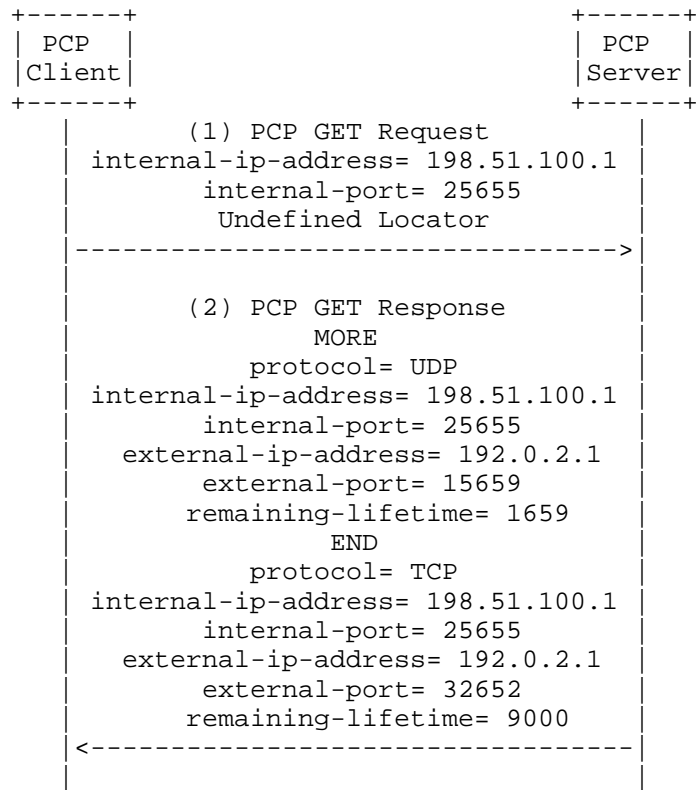 PCP PCP
Client Server
(1) PCP GET Request
internal-ip-address= 198.51.100.1
internal-port= 25655
Undefined Locator
(2) PCP GET Response
MORE
protocol= UDP
internal-ip-address= 198.51.100.1
internal-port= 25655
external-ip-address= 192.0.2.1
external-port= 15659
remaining-lifetime= 1659
END
protocol= TCP
internal-ip-address= 198.51.100.1
internal-port= 25655
external-ip-address= 192.0.2.1
external-port= 32652
remaining-lifetime= 9000